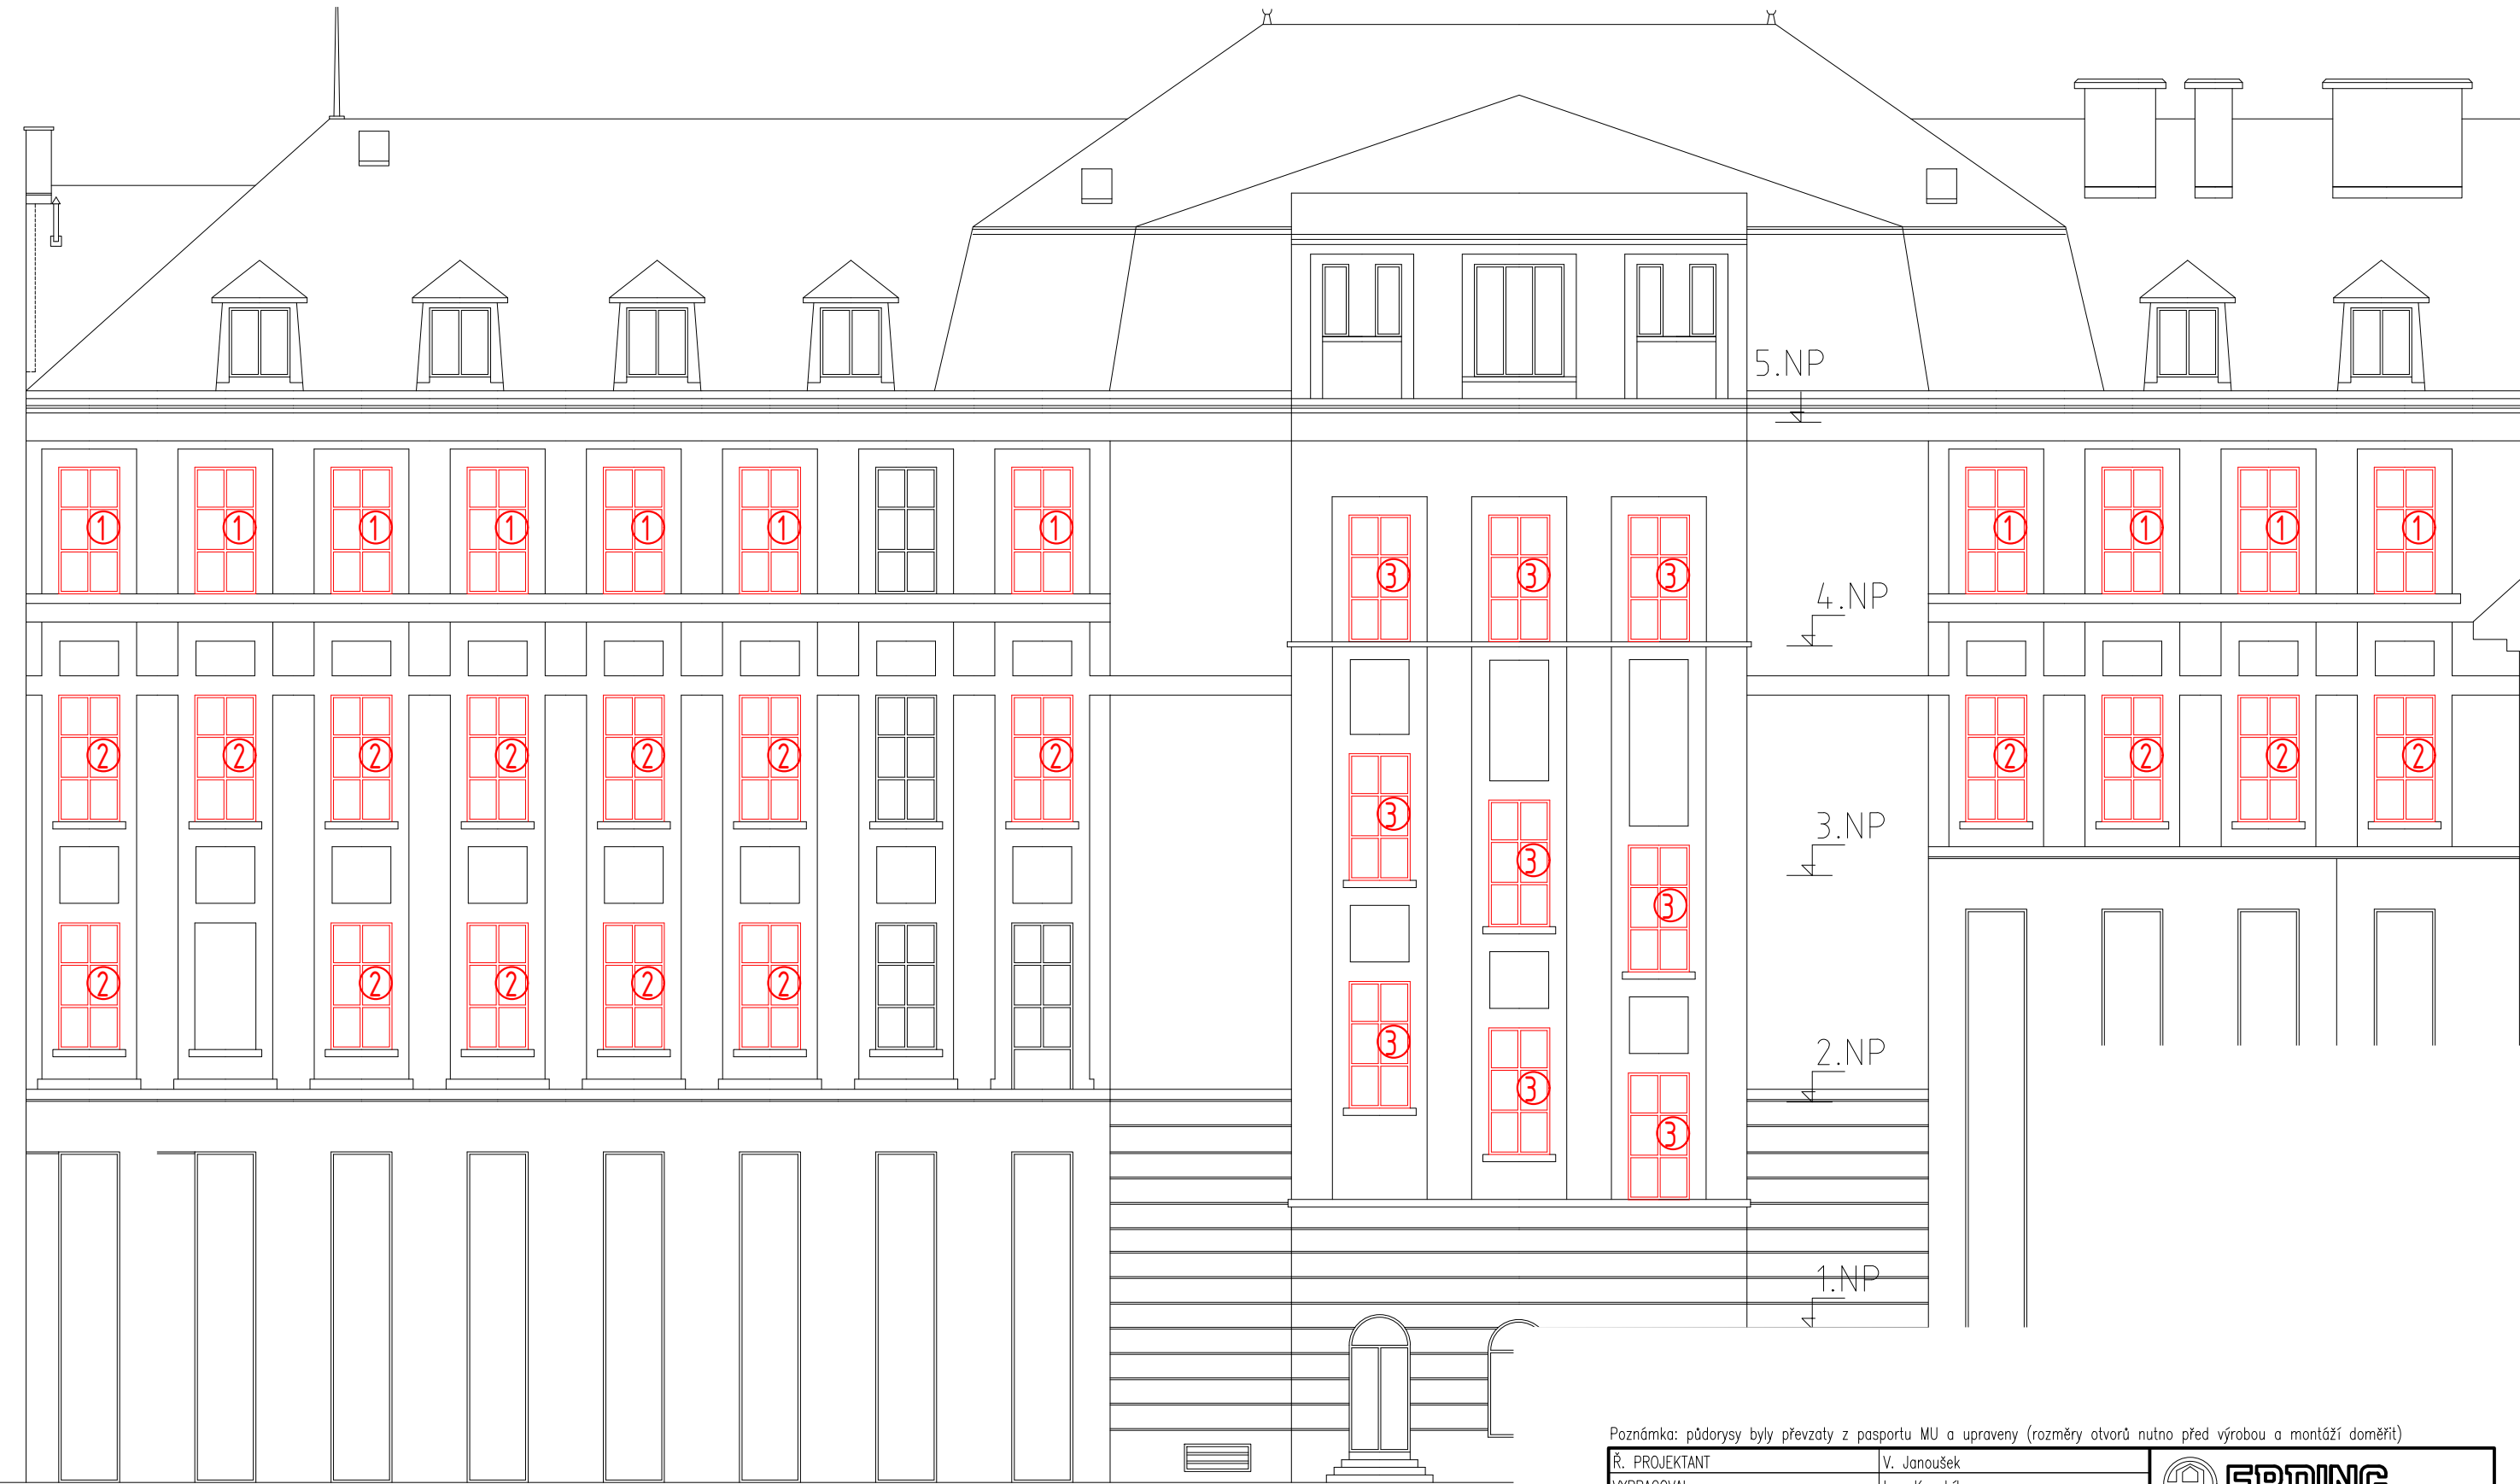 5.NP
1 1 1 1 1 1 1 1 1 1 1
3 3 3
4.NP
2 2 2 2 2 2 2 2 2 2 2
3
3.NP
3
3
2 2 2 2 2
3
2.NP
3
3
1.NP
Poznámka: půdorysy byly převzaty z pasportu MU a upraveny (rozměry otvorů nutno před výrobou a montáží doměřit)
Ř. PROJEKTANT V. Janoušek
ERDING